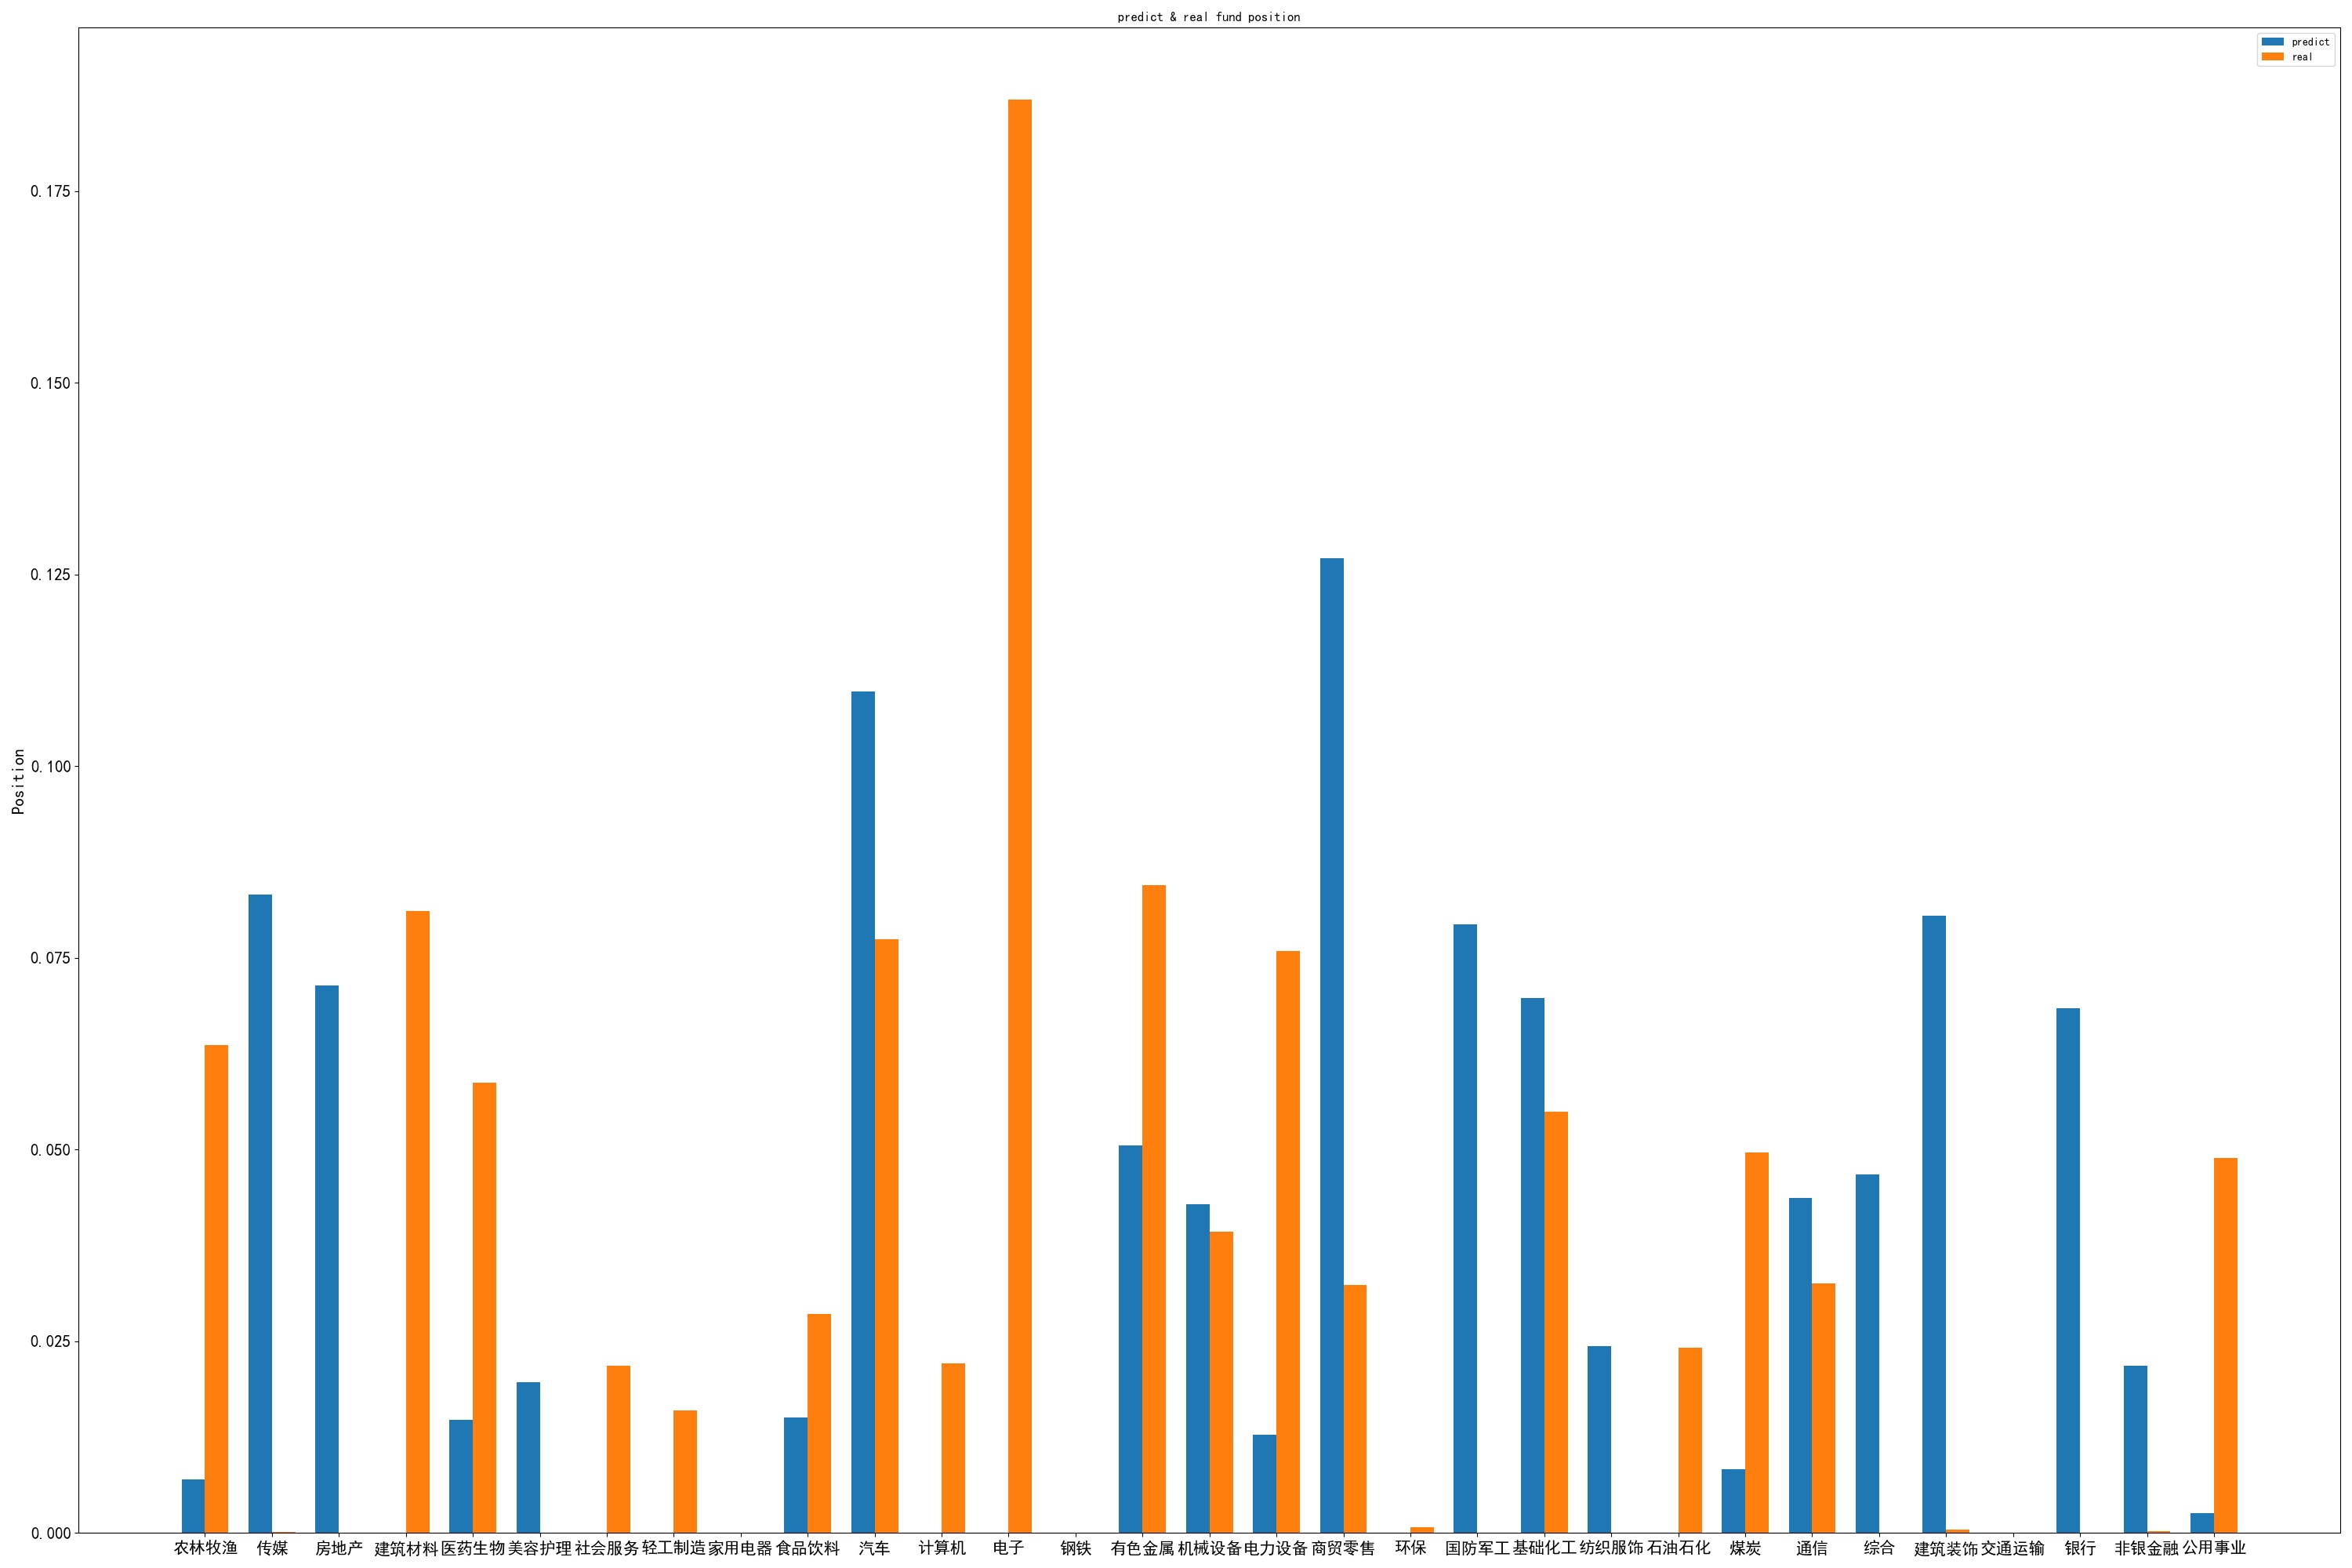 predict & real fund position
predict
real
0.175
0.150
0.125
0.100
0.075
0.050
0.025
0.000
Position
农林牧渔 传媒 房地产 建筑材料 医药生物 美容护理 社会服务 轻工制造 家用电器 食品饮料 汽车 计算机 电子 钢铁 有色金属 机械设备 电力设备 商贸零售 环保 国防军工 基础化工 纺织服饰 石油石化 煤炭 通信 综合 建筑装饰 交通运输 银行 非银金融 公用事业